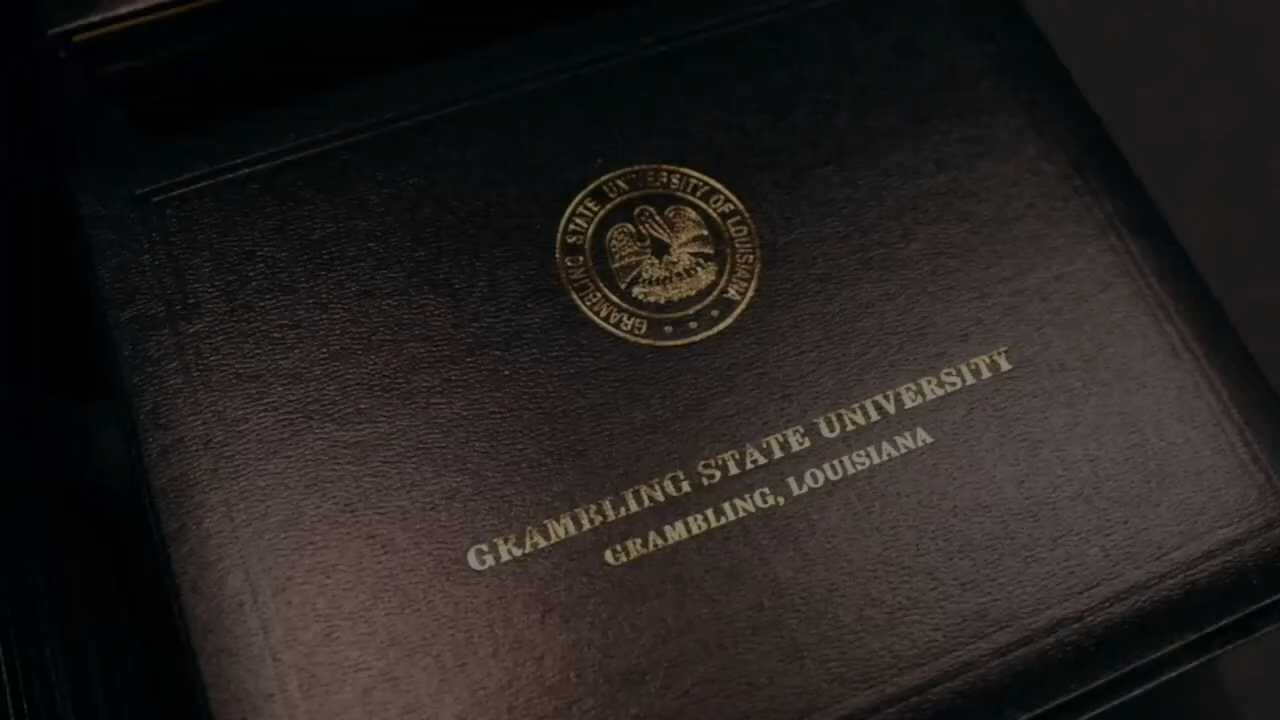 GRAMBLING STATE UNIVERSITY OF LOUISIANA
GRAMBLING STATE UNIVERSITY
GRAMBLING, LOUISIANA